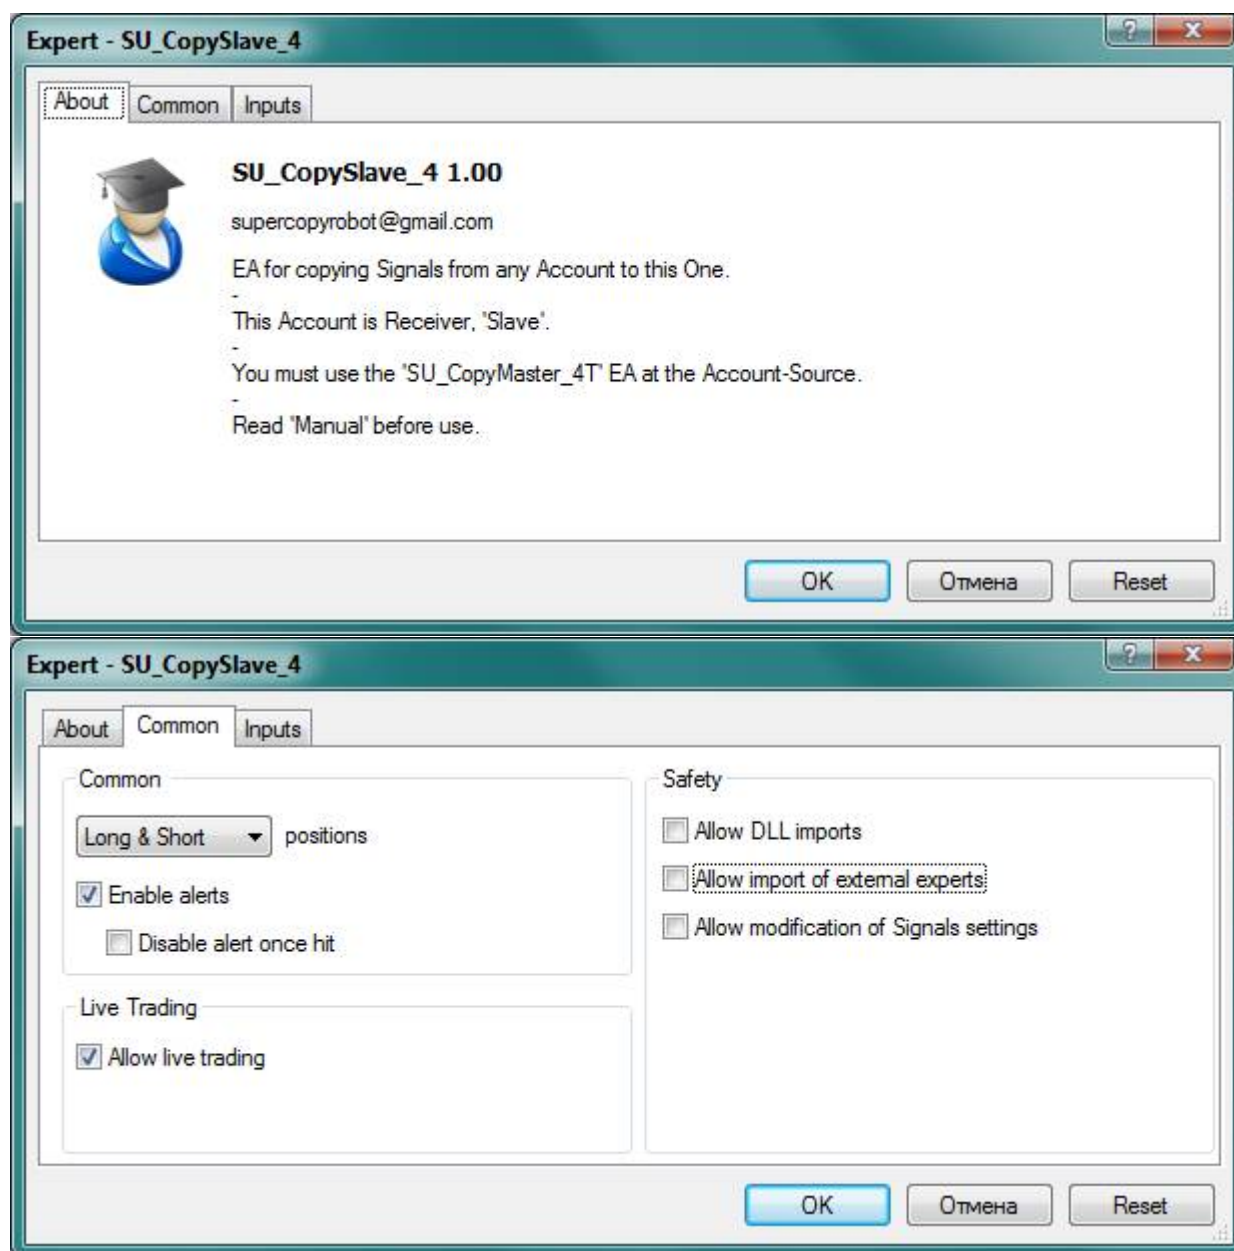 Expert - SU_CopySlave_4
?
About
Common
Inputs
SU_CopySlave_4 1.00
supercopyrobot@gmail.com
EA for copying Signals from any Account to this One.
-
This Account is Receiver, "Slave".
-
You must use the "SU_CopyMaster_4T" EA at the Account-Source.
-
Read "Manual" before use.
OK
Отмена
Reset
Expert - SU_CopySlave_4
?
About
Common
Inputs
Common
Long & Short
positions
Enable alerts
Disable alert once hit
Live Trading
Allow live trading
Safety
Allow DLL imports
Allow import of external experts
Allow modification of Signals settings
OK
Отмена
Reset